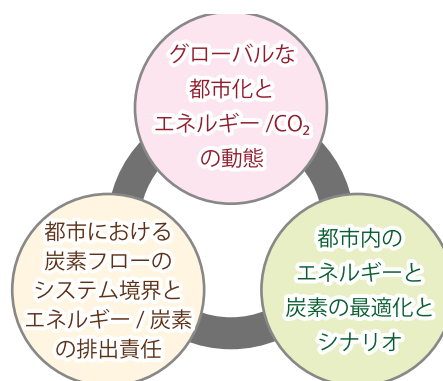 グローバルな
都市化と
エネルギー/CO₂
の動態
都市における
炭素フローの
システム境界と
エネルギー/炭素
の排出責任
都市内の
エネルギーと
炭素の最適化と
シナリオ